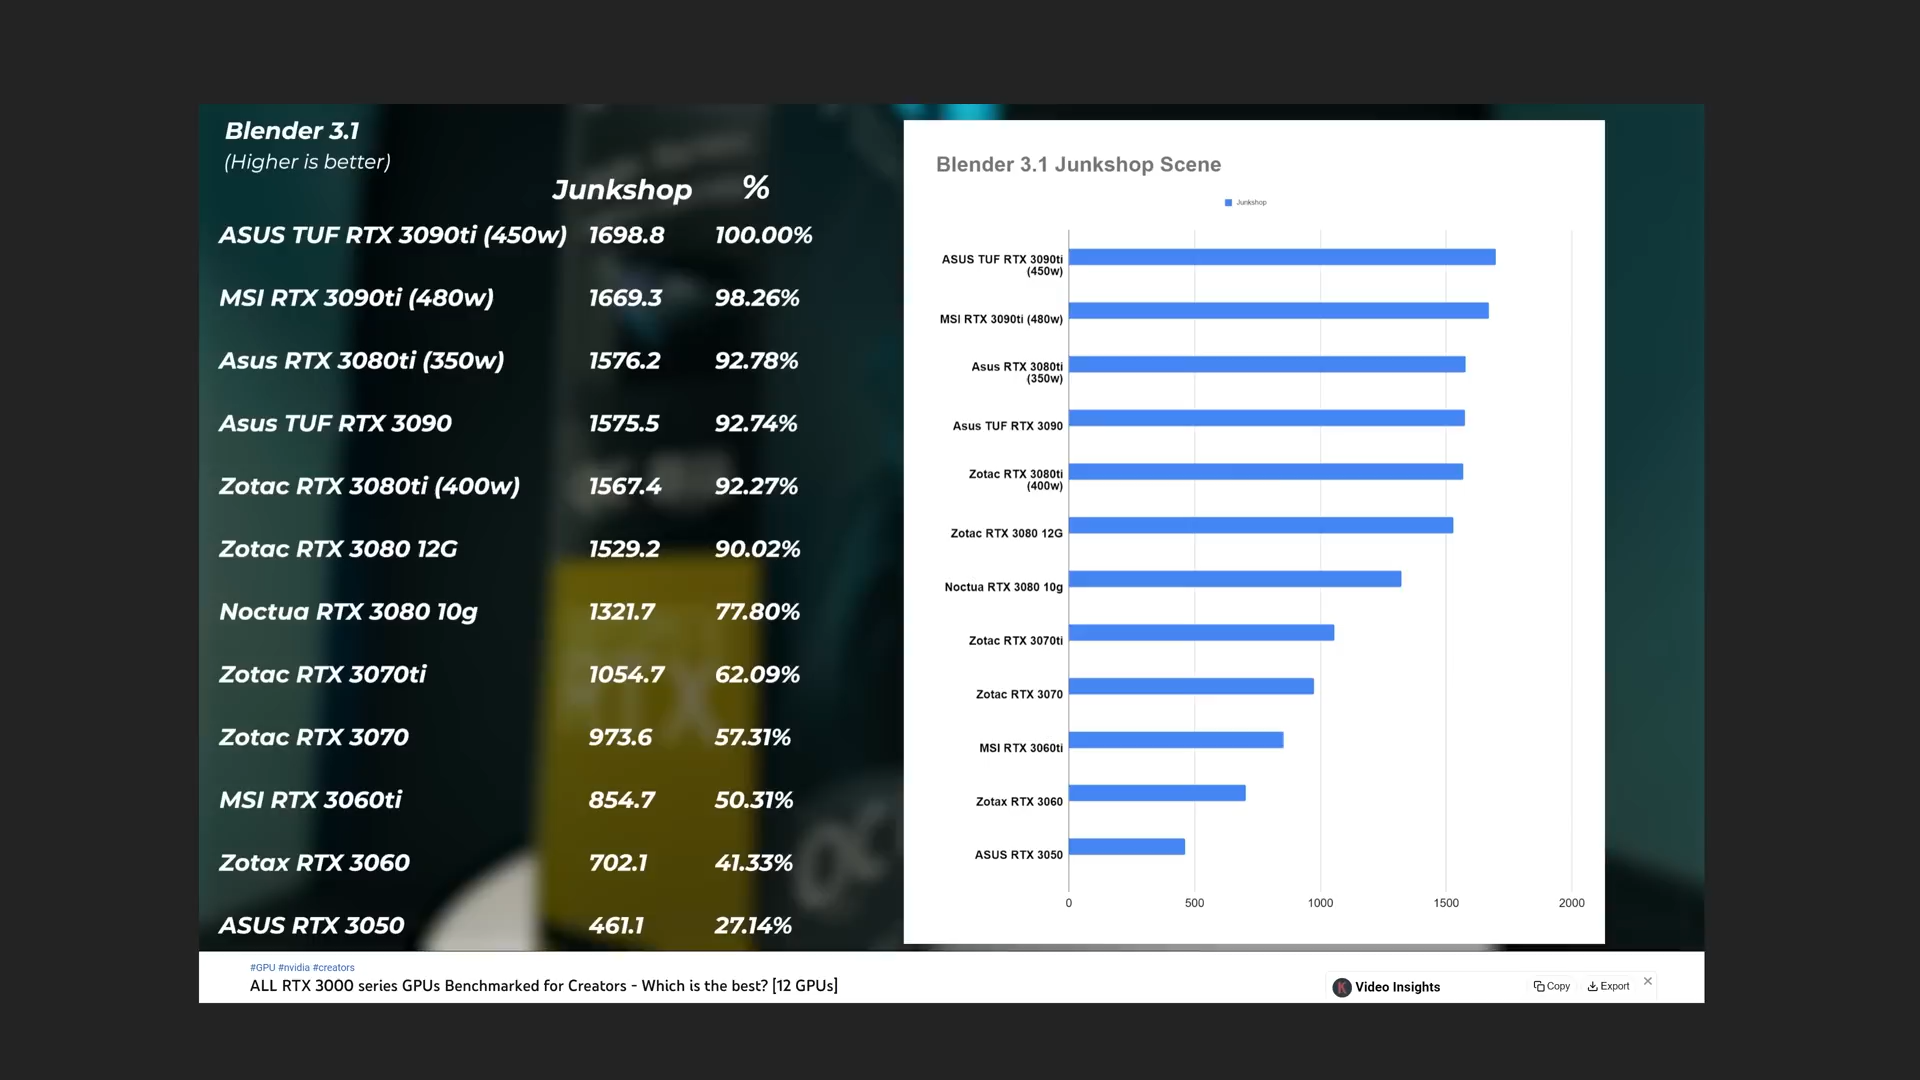 Blender 3.1
(Higher is better)
Junkshop %
ASUS TUF RTX 3090ti (450w) 1698.8 100.00%
MSI RTX 3090ti (480w) 1669.3 98.26%
Asus RTX 3080ti (350w) 1576.2 92.78%
Asus TUF RTX 3090 1575.5 92.74%
Zotac RTX 3080ti (400w) 1567.4 92.27%
Zotac RTX 3080 12G 1529.2 90.02%
Noctua RTX 3080 10g 1321.7 77.80%
Zotac RTX 3070ti 1054.7 62.09%
Zotac RTX 3070 973.6 57.31%
MSI RTX 3060ti 854.7 50.31%
Zotax RTX 3060 702.1 41.33%
ASUS RTX 3050 461.1 27.14%
Blender 3.1 Junkshop Scene
Junkshop
ASUS TUF RTX 3090ti
(450w)
MSI RTX 3090ti (480w)
Asus RTX 3080ti
(350w)
Asus TUF RTX 3090
Zotac RTX 3080ti
(400w)
Zotac RTX 3080 12G
Noctua RTX 3080 10g
Zotac RTX 3070ti
Zotac RTX 3070
MSI RTX 3060ti
Zotax RTX 3060
ASUS RTX 3050
0 500 1000 1500 2000
#GPU #nvidia #creators
ALL RTX 3000 series GPUs Benchmarked for Creators - Which is the best? [12 GPUs]
K Video Insights Copy Export